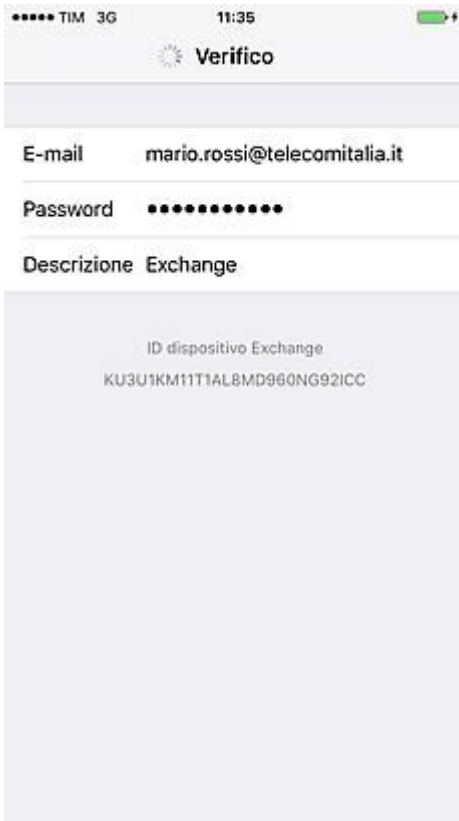 TIM 3G 11:35
Verifico
E-mail mario.rossi@telecomitalia.it
Password •••••••••••
Descrizione Exchange
ID dispositivo Exchange
KU3U1KM11T1AL8MD960NG92ICC